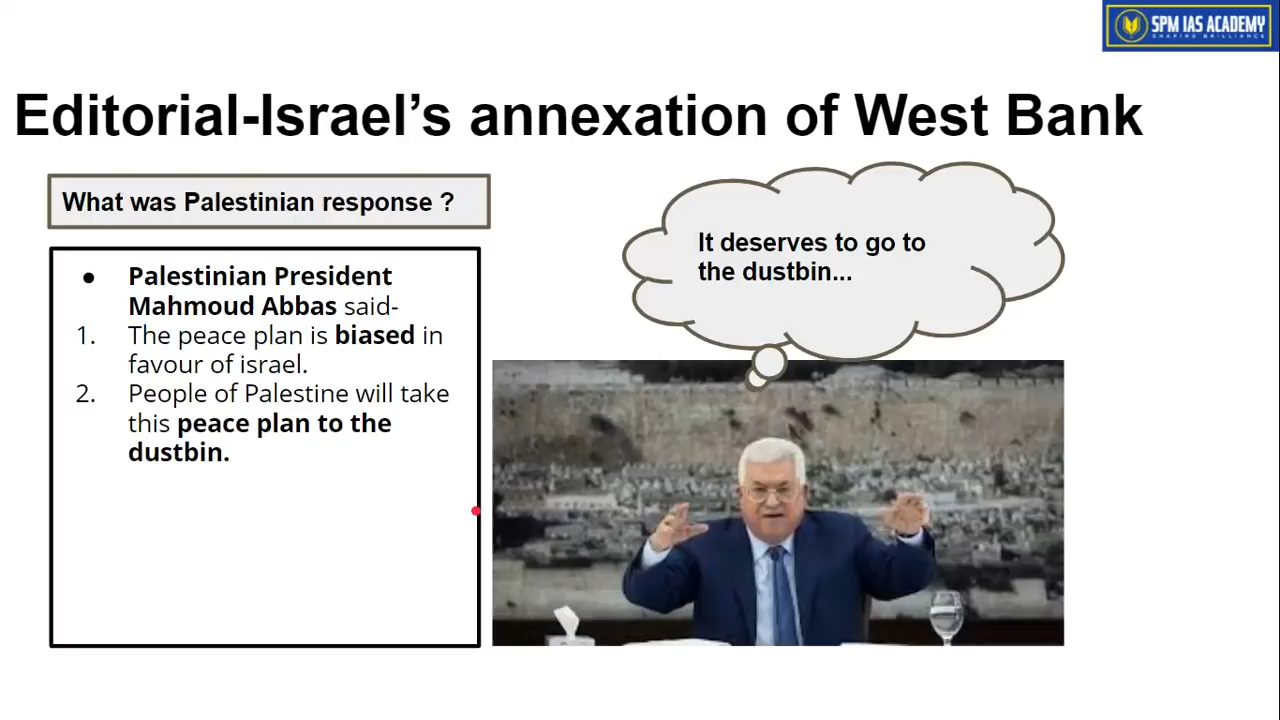 SPM IAS ACADEMY
SHAPING BRILLIANCE
Editorial-Israel’s annexation of West Bank
What was Palestinian response ?
● Palestinian President
Mahmoud Abbas said-
1. The peace plan is biased in
favour of israel.
2. People of Palestine will take
this peace plan to the
dustbin.
It deserves to go to
the dustbin...